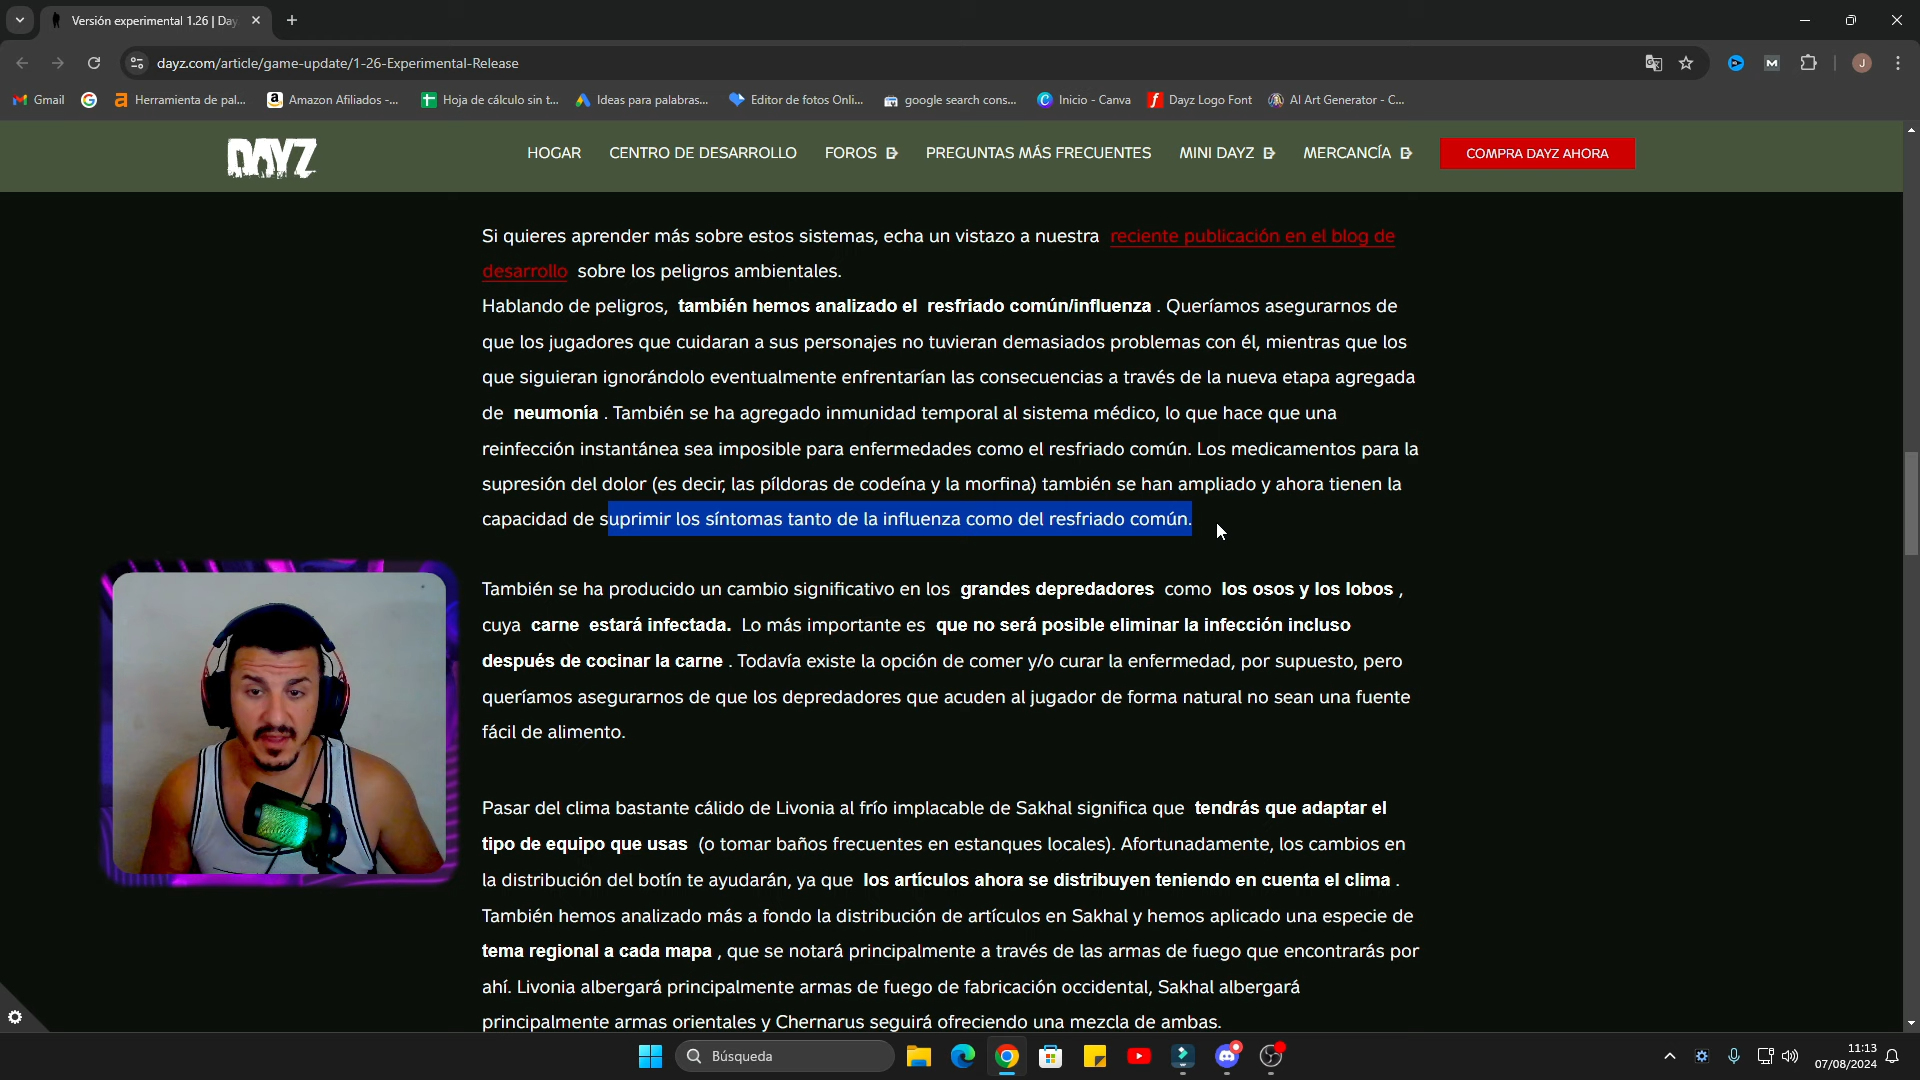 Versión experimental 1.26 | Day
dayz.com/article/game-update/1-26-Experimental-Release
J
Gmail
Herramienta de pal...
Amazon Afiliados -...
Hoja de cálculo sin t...
Ideas para palabras...
Editor de fotos Onli...
google search cons...
Inicio - Canva
Dayz Logo Font
AI Art Generator - C...
DAYZ
HOGAR
CENTRO DE DESARROLLO
FOROS
PREGUNTAS MÁS FRECUENTES
MINI DAYZ
MERCANCÍA
COMPRA DAYZ AHORA
Si quieres aprender más sobre estos sistemas, echa un vistazo a nuestra reciente publicación en el blog de
desarrollo sobre los peligros ambientales.
Hablando de peligros, también hemos analizado el resfriado común/influenza . Queríamos asegurarnos de
que los jugadores que cuidaran a sus personajes no tuvieran demasiados problemas con él, mientras que los
que siguieran ignorándolo eventualmente enfrentarían las consecuencias a través de la nueva etapa agregada
de neumonía . También se ha agregado inmunidad temporal al sistema médico, lo que hace que una
reinfección instantánea sea imposible para enfermedades como el resfriado común. Los medicamentos para la
supresión del dolor (es decir, las píldoras de codeína y la morfina) también se han ampliado y ahora tienen la
capacidad de suprimir los síntomas tanto de la influenza como del resfriado común.
También se ha producido un cambio significativo en los grandes depredadores como los osos y los lobos ,
cuya carne estará infectada. Lo más importante es que no será posible eliminar la infección incluso
después de cocinar la carne . Todavía existe la opción de comer y/o curar la enfermedad, por supuesto, pero
queríamos asegurarnos de que los depredadores que acuden al jugador de forma natural no sean una fuente
fácil de alimento.
Pasar del clima bastante cálido de Livonia al frío implacable de Sakhal significa que tendrás que adaptar el
tipo de equipo que usas (o tomar baños frecuentes en estanques locales). Afortunadamente, los cambios en
la distribución del botín te ayudarán, ya que los artículos ahora se distribuyen teniendo en cuenta el clima .
También hemos analizado más a fondo la distribución de artículos en Sakhal y hemos aplicado una especie de
tema regional a cada mapa , que se notará principalmente a través de las armas de fuego que encontrarás por
ahí. Livonia albergará principalmente armas de fuego de fabricación occidental, Sakhal albergará
principalmente armas orientales y Chernarus seguirá ofreciendo una mezcla de ambas.
Búsqueda
11:13
07/08/2024